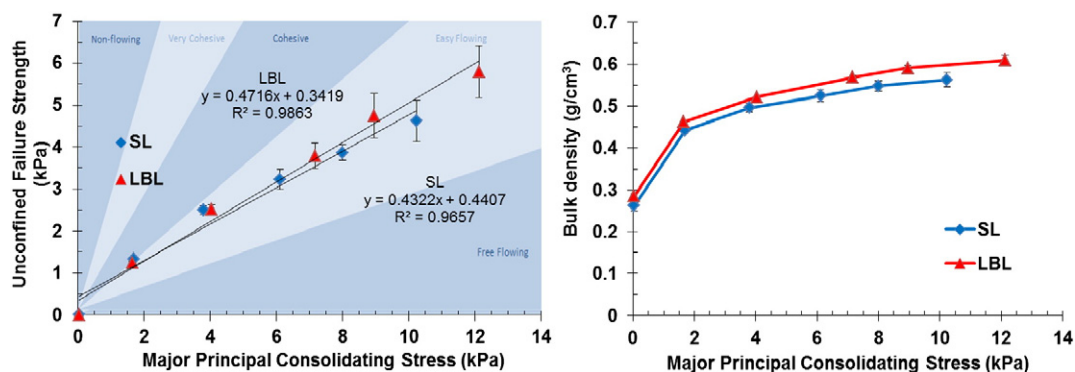 Unconfined Failure Strength
(kPa)
7
6
5
4
3
2
1
0
Non-flowing
Very Cohesive
Cohesive
Easy Flowing
LBL
y = 0.4716x + 0.3419
R² = 0.9863
SL
LBL
SL
y = 0.4322x + 0.4407
R² = 0.9657
Free Flowing
0 2 4 6 8 10 12 14
Major Principal Consolidating Stress (kPa)
Bulk density (g/cm³)
0.7
0.6
0.5
0.4
0.3
0.2
0.1
0
SL
LBL
0 2 4 6 8 10 12 14
Major Principal Consolidating Stress (kPa)